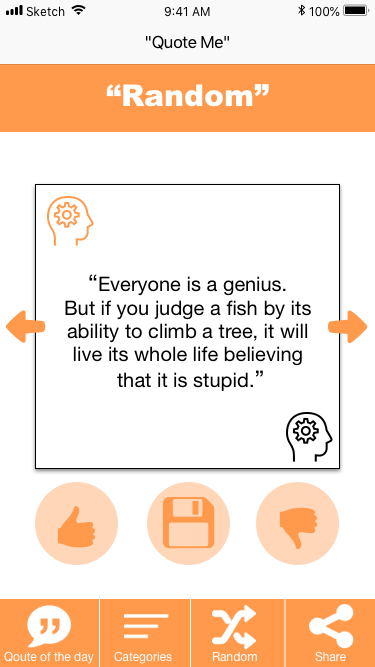 Sketch 9:41 AM 100%
"Quote Me"
“Random”
“Everyone is a genius.
But if you judge a fish by its
ability to climb a tree, it will
live its whole life believing
that it is stupid.”
Qoute of the day Categories Random Share